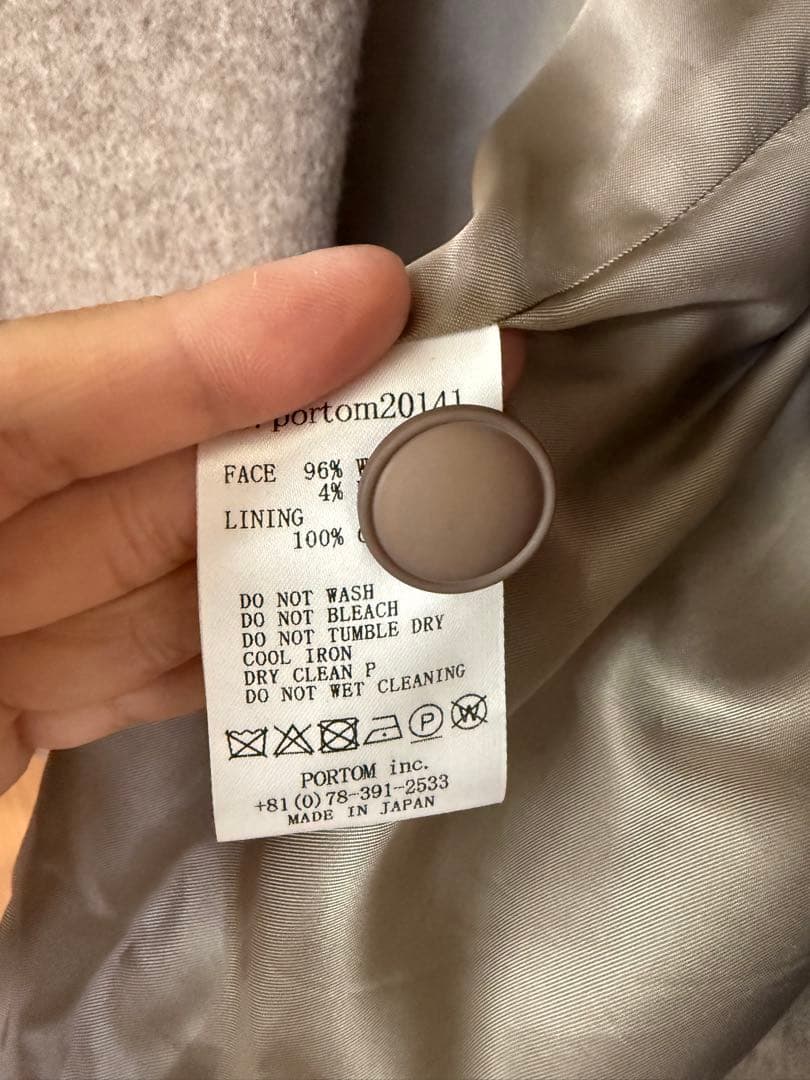 portom20141
FACE 96%
4%
LINING
100%
DO NOT WASH
DO NOT BLEACH
DO NOT TUMBLE DRY
COOL IRON
DRY CLEAN P
DO NOT WET CLEANING
P W
PORTOM inc.
+81(0)78-391-2533
MADE IN JAPAN